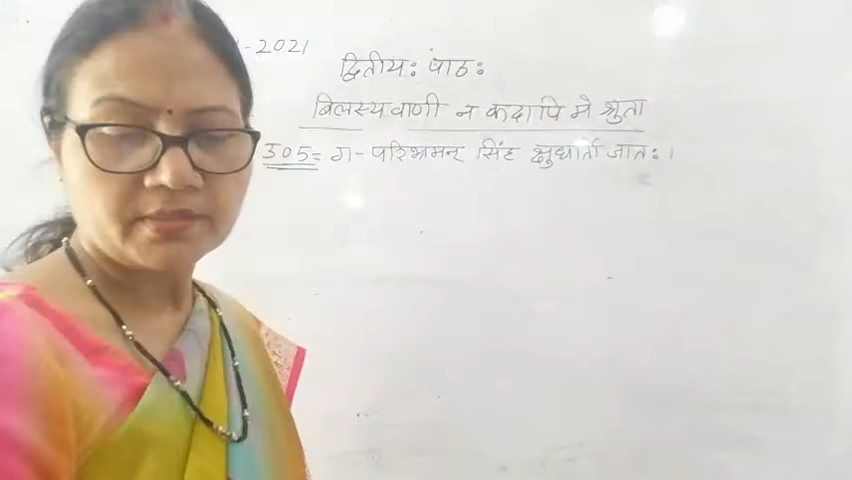 -2021
द्वितीयः पाठः
बिलस्य वाणी न कदापि मे श्रुता
305= ग- परिभ्रमन् सिंह क्षुधार्तो जातः।